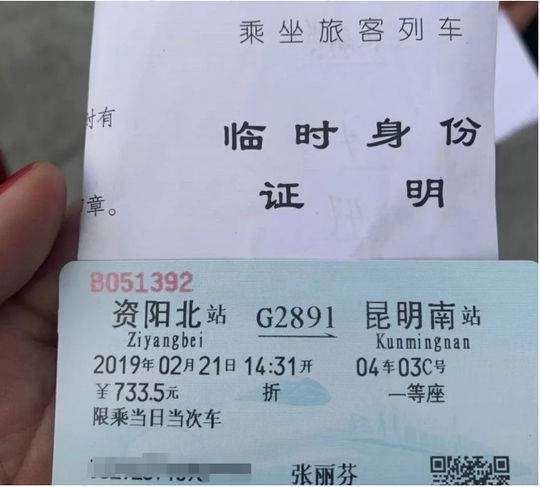 乘坐旅客列车
时有
临时身份
证明
章。
B051392
资阳北站 G2891 昆明南站
Ziyangbei Kunmingnan
2019年02月21日 14:31开 04车03C号
￥733.5元 折 一等座
限乘当日当次车
张丽芬